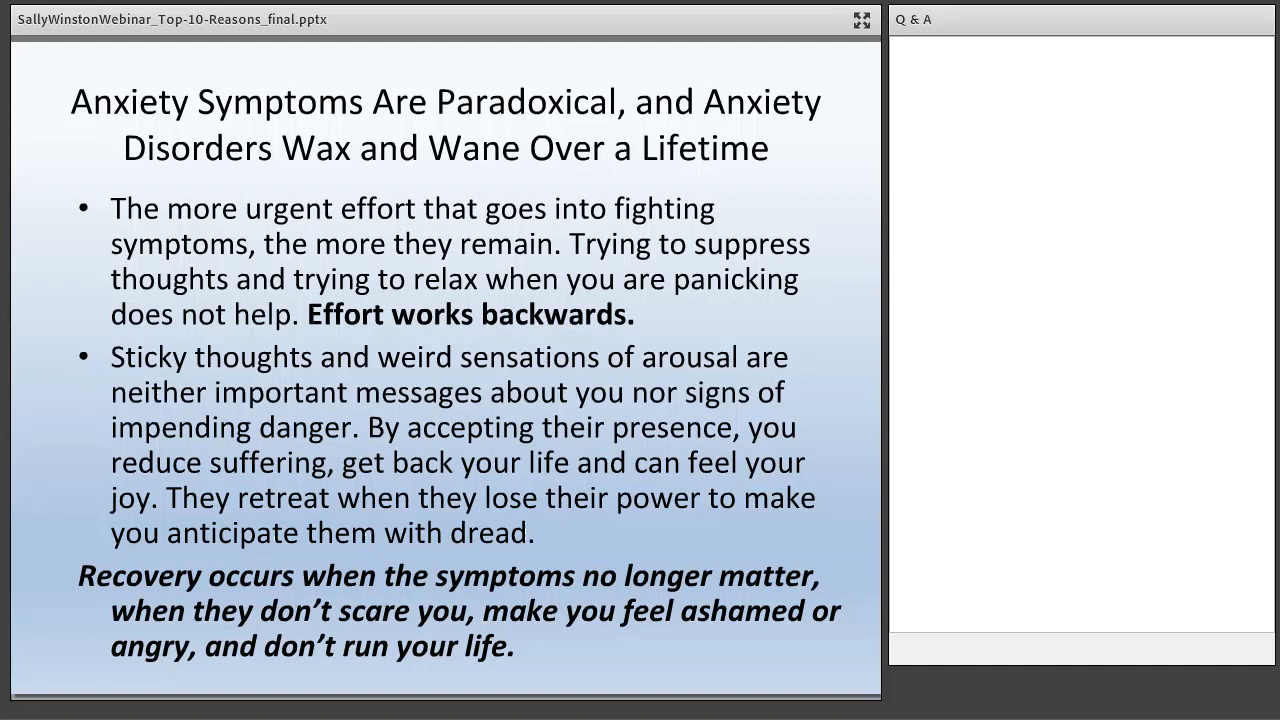 SallyWinstonWebinar_Top-10-Reasons_final.pptx
Q & A
Anxiety Symptoms Are Paradoxical, and Anxiety
Disorders Wax and Wane Over a Lifetime
• The more urgent effort that goes into fighting
symptoms, the more they remain. Trying to suppress
thoughts and trying to relax when you are panicking
does not help. Effort works backwards.
• Sticky thoughts and weird sensations of arousal are
neither important messages about you nor signs of
impending danger. By accepting their presence, you
reduce suffering, get back your life and can feel your
joy. They retreat when they lose their power to make
you anticipate them with dread.
Recovery occurs when the symptoms no longer matter,
when they don’t scare you, make you feel ashamed or
angry, and don’t run your life.